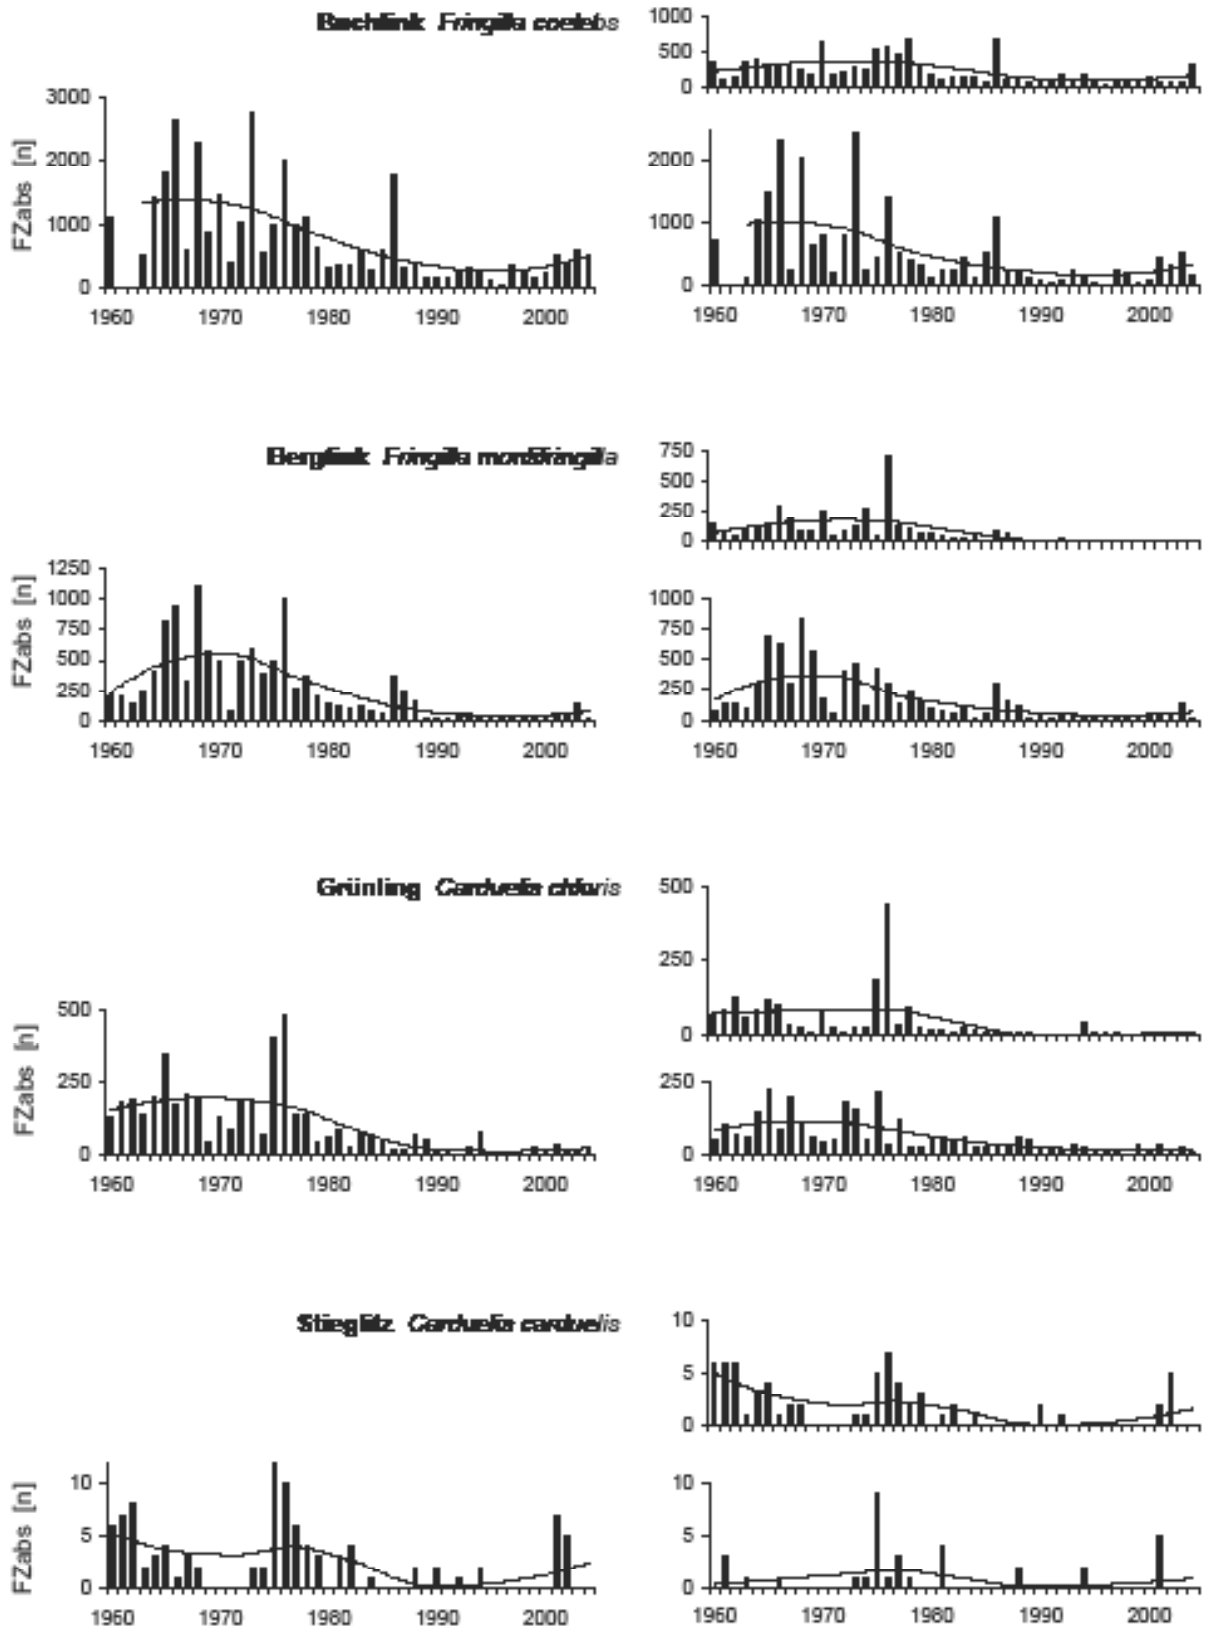 Buchfink Fringilla coelebs
1000
500
0
3000
2000
1000
0
FZabs [n]
1960 1970 1980 1990 2000
2000
1000
0
1960 1970 1980 1990 2000
Bergfink Fringilla montifringilla
750
500
250
0
1250
1000
750
500
250
0
FZabs [n]
1960 1970 1980 1990 2000
1000
750
500
250
0
1960 1970 1980 1990 2000
Grünling Carduelis chloris
500
250
0
500
250
0
FZabs [n]
1960 1970 1980 1990 2000
250
0
1960 1970 1980 1990 2000
Stieglitz Carduelis carduelis
10
5
0
10
5
0
FZabs [n]
1960 1970 1980 1990 2000
10
5
0
1960 1970 1980 1990 2000